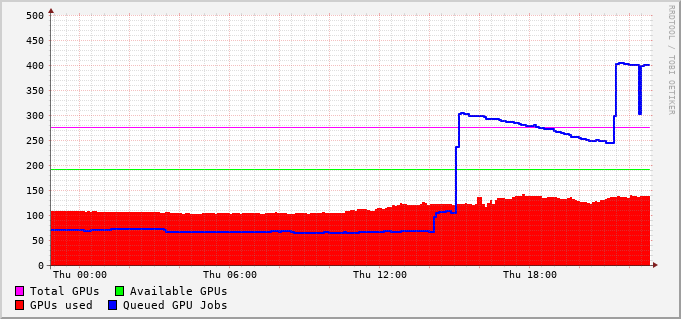 500
450
400
350
300
250
200
150
100
50
0
Thu 00:00 Thu 06:00 Thu 12:00 Thu 18:00
Total GPUs Available GPUs
GPUs used Queued GPU Jobs
RRDTOOL / TOBI OETIKER